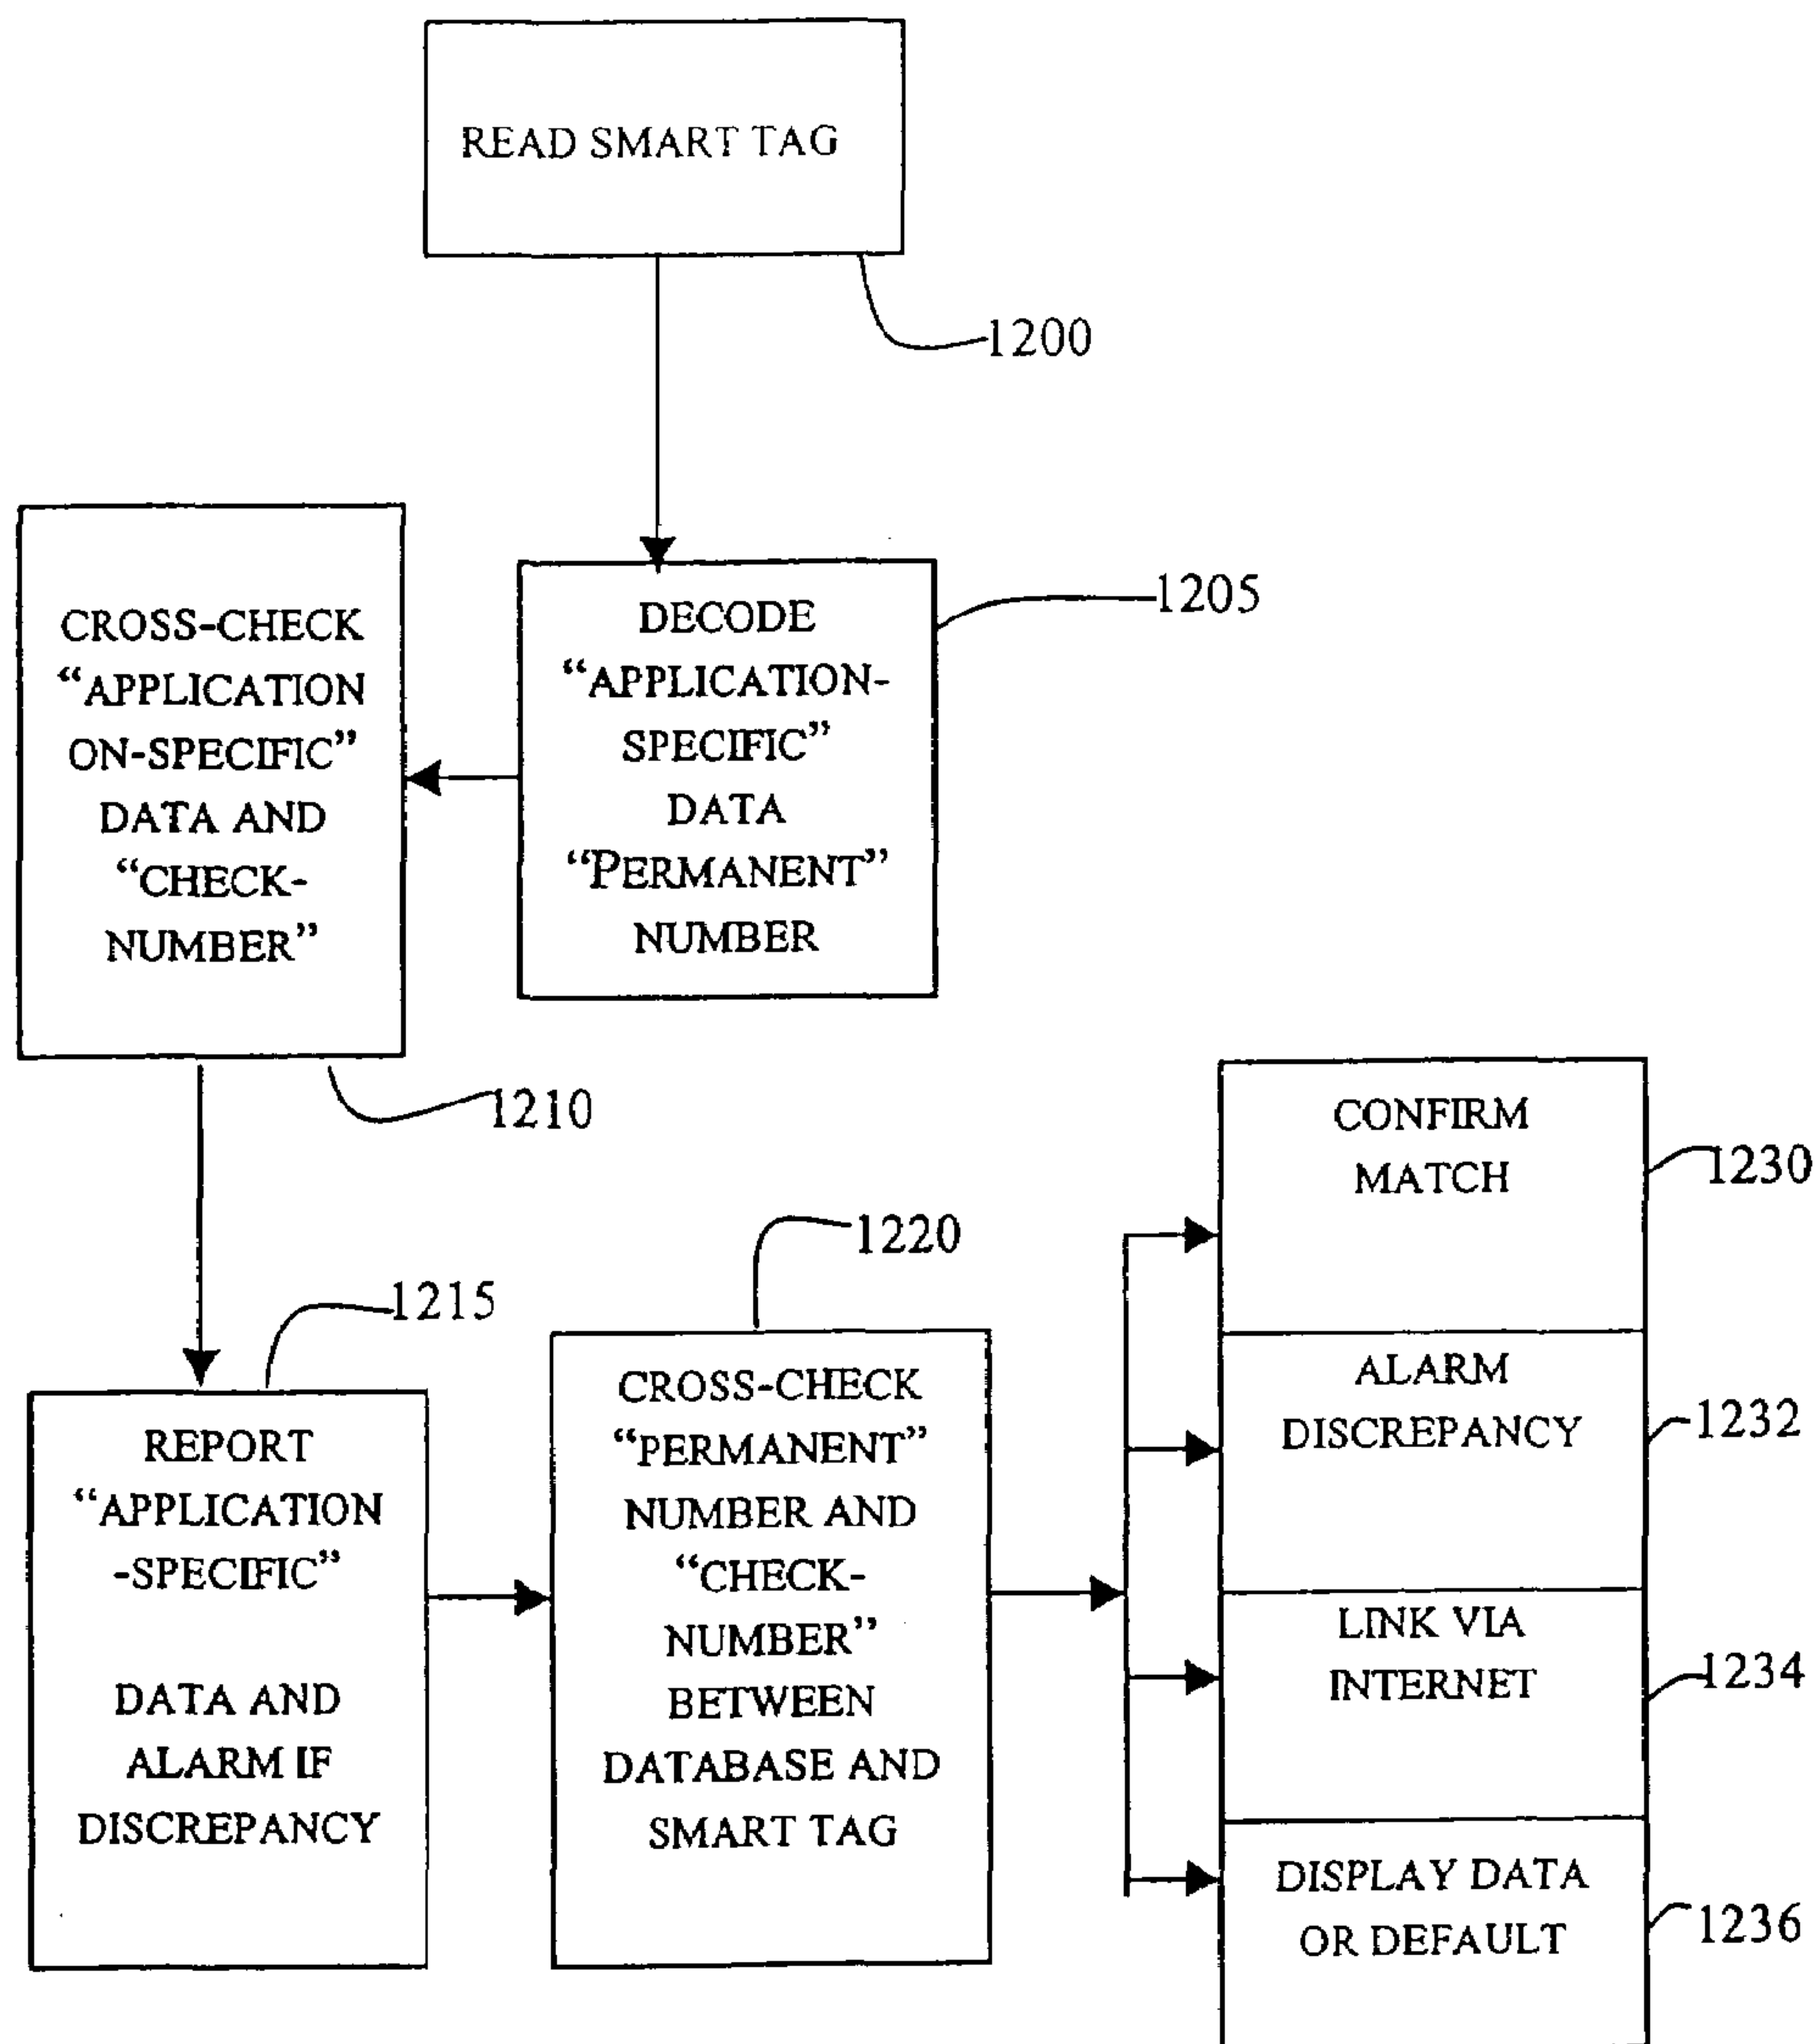 READ SMART TAG
1200
DECODE
“APPLICATION-
SPECIFIC”
DATA
“PERMANENT”
NUMBER
1205
CROSS-CHECK
“APPLICATION
ON-SPECIFIC”
DATA AND
“CHECK-
NUMBER”
1210
REPORT
“APPLICATION
-SPECIFIC”
DATA AND
ALARM IF
DISCREPANCY
1215
CROSS-CHECK
“PERMANENT”
NUMBER AND
“CHECK-
NUMBER”
BETWEEN
DATABASE AND
SMART TAG
1220
CONFIRM
MATCH
1230
ALARM
DISCREPANCY
1232
LINK VIA
INTERNET
1234
DISPLAY DATA
OR DEFAULT
1236